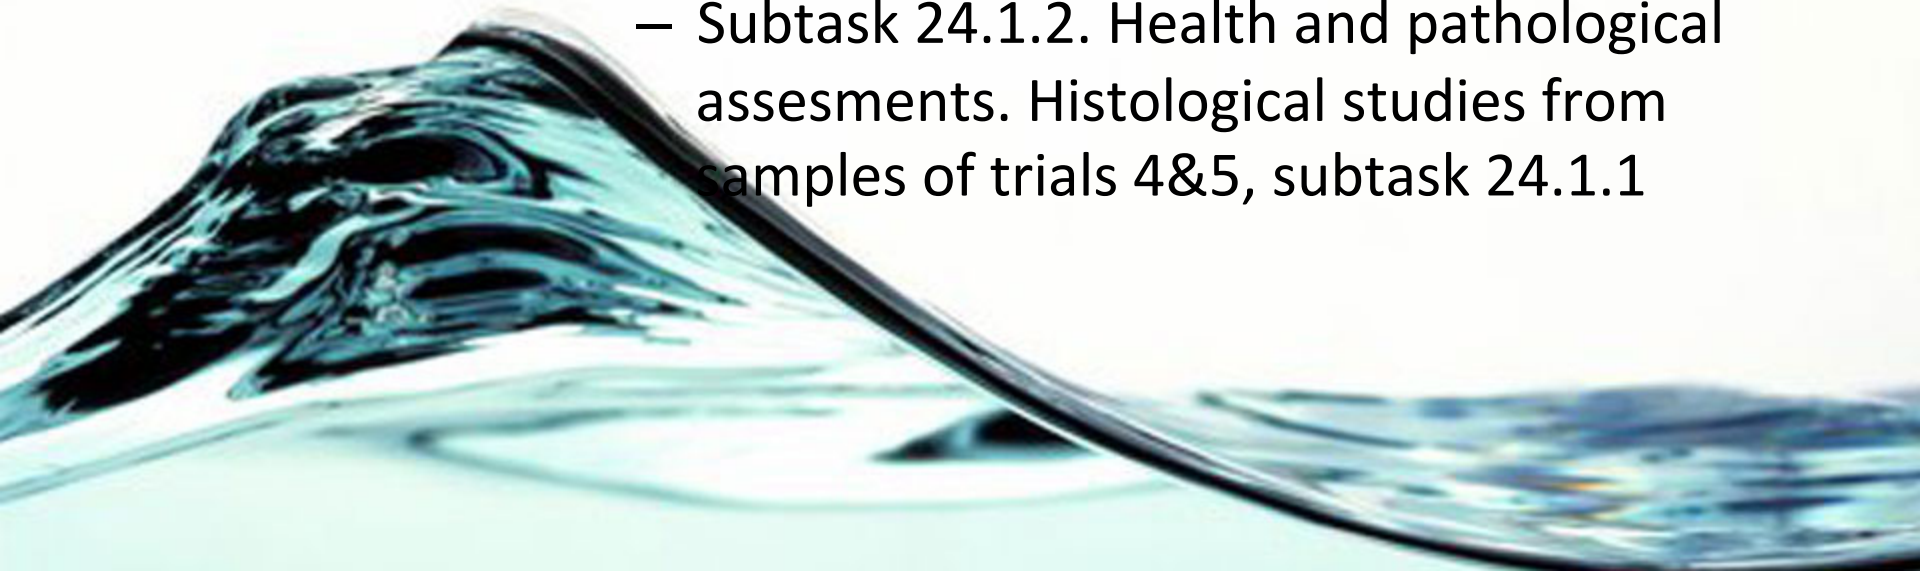 – Subtask 24.1.2. Health and pathological
assesments. Histological studies from
samples of trials 4&5, subtask 24.1.1